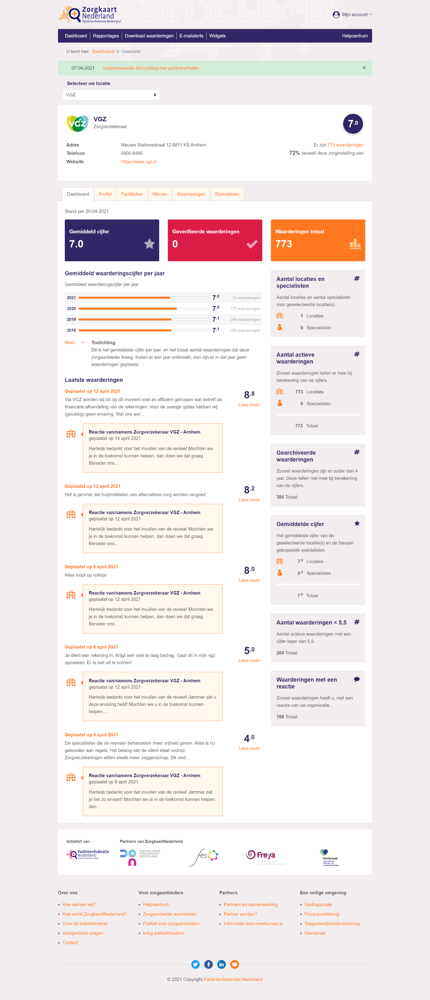 Zorgkaart
Nederland
Patiëntenfederatie Nederland
Mijn account
Dashboard Rapportages Download waarderingen E-mailalerts Widgets Helpcentrum
U bent hier: Dashboard > Overzicht
07-04-2021 Inspiratiesessie Storytelling met patiëntverhalen ×
Selecteer uw locatie
VGZ
VGZ
VGZ
Zorgverzekeraar
7.0
Adres Nieuwe Stationsstraat 12 6811 KS Arnhem
Telefoon 0900-8490
Website https://www.vgz.nl
Er zijn 773 waarderingen
72% beveelt deze zorginstelling aan
Dashboard Profiel Faciliteiten Nieuws Waarderingen Specialisten
Stand per 20-04-2021
Gemiddeld cijfer
7.0
Geverifieerde waarderingen
0
Waarderingen totaal
773
Gemiddeld waarderingscijfer per jaar
Gemiddeld waarderingscijfer per jaar
2021 7.0 32 waarderingen
2020 7.5 172 waarderingen
2019 7.1 299 waarderingen
2018 7.1 200 waarderingen
Meer
Toelichting
Dit is het gemiddelde cijfer per jaar, en het totaal aantal waarderingen dat deze
zorgaanbieder kreeg. Indien er een jaar ontbreekt, dan zijn er in dat jaar geen
waarderingen geplaatst.
Laatste waarderingen
Geplaatst op 12 april 2021
Via VGZ worden wij tot op dit moment snel en efficiënt geholpen wat betreft de
financiële afhandeling van de rekeningen. Voor de overige opties hebben wij
(gelukkig) geen ervaring. Wat ons wel...
8.8
Lees meer
Reactie van/namens Zorgverzekeraar VGZ - Arnhem
geplaatst op 14 april 2021
Hartelijk bedankt voor het invullen van de review! Mochten we
je in de toekomst kunnen helpen, dan doen we dat graag.
Benader ons...
Geplaatst op 12 april 2021
Het is jammer dat hulpmiddelen van alternatieve zorg worden vergoed
8.2
Lees meer
Reactie van/namens Zorgverzekeraar VGZ - Arnhem
geplaatst op 12 april 2021
Hartelijk bedankt voor het invullen van de review! Mochten we
je in de toekomst kunnen helpen, dan doen we dat graag.
Benader ons...
Geplaatst op 6 april 2021
Alles loopt op rolletje
8.0
Lees meer
Reactie van/namens Zorgverzekeraar VGZ - Arnhem
geplaatst op 12 april 2021
Hartelijk bedankt voor het invullen van de review! Mochten we
je in de toekomst kunnen helpen, dan doen we dat graag.
Benader ons...
Geplaatst op 6 april 2021
Je dient een rekening in. Krijgt een veel te laag bedrag. Gaat dit in mijn vgz
opzoeken. Er is niet uit te komen!
5.0
Lees meer
Reactie van/namens Zorgverzekeraar VGZ - Arnhem
geplaatst op 12 april 2021
Hartelijk bedankt voor het invullen van de review! Jammer dat u
deze ervaring hebt! Mochten we u in de toekomst kunnen
helpen,...
Geplaatst op 4 april 2021
De specialisten die de mensen behandelen meer vrijheid geven. Alles is nu
gebonden aan regels. Het belang van de cliënt staat voorop.
Zorgverzekeringen willen steefs meer zeggenschap. Dit vind...
4.0
Lees meer
Reactie van/namens Zorgverzekeraar VGZ - Arnhem
geplaatst op 8 april 2021
Hartelijk bedankt voor het invullen van de review! Jammer dat
je het zo ervaart! Mochten we je in de toekomst kunnen helpen,
dan...
Aantal locaties en
specialisten
#
Aantal locaties en aantal specialisten
voor geselecteerde locatie(s).
1 Locaties
0 Specialisten
Aantal actieve
waarderingen
#
Zoveel waarderingen tellen er mee bij
berekening van de cijfers.
773 Locaties
0 Specialisten
773 Totaal
Gearchiveerde
waarderingen
#
Zoveel waarderingen zijn er ouder dan 4
jaar. Deze tellen niet mee bij berekening
van de cijfers.
385 Totaal
Gemiddelde cijfer
Het gemiddelde cijfer van de
geselecteerde locatie(s) en de hieraan
gekoppelde specialisten.
7.0 Locaties
0.0 Specialisten
7.0 Totaal
Aantal waarderingen < 5,5 #
Aantal actieve waarderingen met een
cijfer lager dan 5,5.
204 Totaal
Waarderingen met een
reactie
Zoveel waarderingen heeft u, met een
reactie van uw organisatie.
768 Totaal
Initiatief van
Patiëntenfederatie
Nederland
Samen de zorg beter maken
Partners van ZorgkaartNederland
DON
DWARSLAESIE
ORGANISATIE
NEDERLAND
fes
Freya
Harteraad
voor mensen
met hart- en
vaataandoeningen
Over ons
Hoe werken wij?
Hoe werkt ZorgkaartNederland?
Over de initiatiefnemer
Veelgestelde vragen
Contact
Voor zorgaanbieders
Helpcentrum
Zorgaanbieder aanmelden
Pakket voor zorgaanbieders
Inlog pakkethouders
Partners
Partners en samenwerking
Partner worden?
Informatie voor meetbureau's
Een veilige omgeving
Gedragscode
Privacyverklaring
Toegankelijkheidsverklaring
Disclaimer
© 2021 Copyright Patiëntenfederatie Nederland